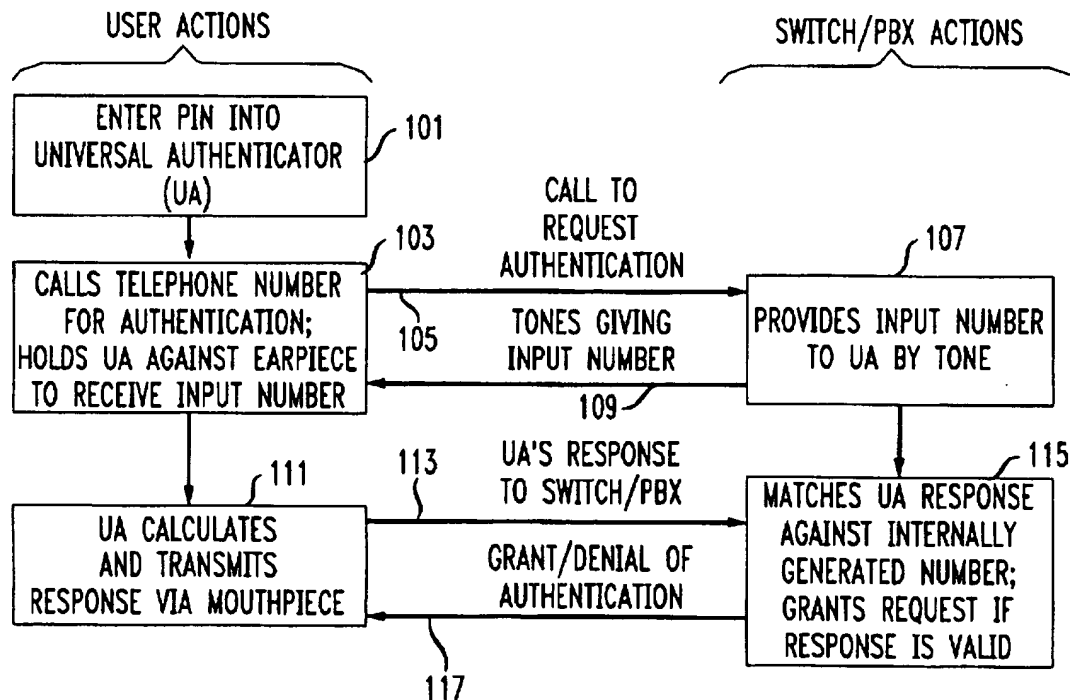 USER ACTIONS
SWITCH/PBX ACTIONS
ENTER PIN INTO
UNIVERSAL AUTHENTICATOR
(UA)
101
CALL TO
REQUEST
AUTHENTICATION
103
CALLS TELEPHONE NUMBER
FOR AUTHENTICATION;
HOLDS UA AGAINST EARPIECE
TO RECEIVE INPUT NUMBER
105
107
PROVIDES INPUT NUMBER
TO UA BY TONE
TONES GIVING
INPUT NUMBER
109
111
UA CALCULATES
AND TRANSMITS
RESPONSE VIA MOUTHPIECE
113
UA'S RESPONSE
TO SWITCH/PBX
115
MATCHES UA RESPONSE
AGAINST INTERNALLY
GENERATED NUMBER;
GRANTS REQUEST IF
RESPONSE IS VALID
GRANT/DENIAL OF
AUTHENTICATION
117